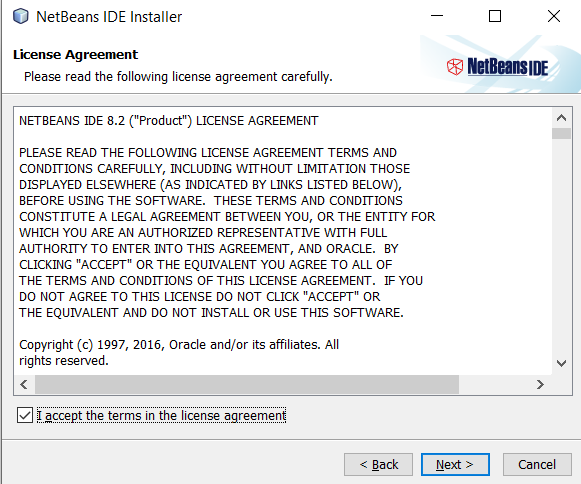 NetBeans IDE Installer
License Agreement
Please read the following license agreement carefully.
NetBeans IDE
NETBEANS IDE 8.2 ("Product") LICENSE AGREEMENT
PLEASE READ THE FOLLOWING LICENSE AGREEMENT TERMS AND
CONDITIONS CAREFULLY, INCLUDING WITHOUT LIMITATION THOSE
DISPLAYED ELSEWHERE (AS INDICATED BY LINKS LISTED BELOW),
BEFORE USING THE SOFTWARE.  THESE TERMS AND CONDITIONS
CONSTITUTE A LEGAL AGREEMENT BETWEEN YOU, OR THE ENTITY FOR
WHICH YOU ARE AN AUTHORIZED REPRESENTATIVE WITH FULL
AUTHORITY TO ENTER INTO THIS AGREEMENT, AND ORACLE.  BY
CLICKING "ACCEPT" OR THE EQUIVALENT YOU AGREE TO ALL OF
THE TERMS AND CONDITIONS OF THIS LICENSE AGREEMENT.  IF YOU
DO NOT AGREE TO THIS LICENSE DO NOT CLICK "ACCEPT" OR
THE EQUIVALENT AND DO NOT INSTALL OR USE THIS SOFTWARE.
Copyright (c) 1997, 2016, Oracle and/or its affiliates. All
rights reserved.
I accept the terms in the license agreement
< Back
Next >
Cancel